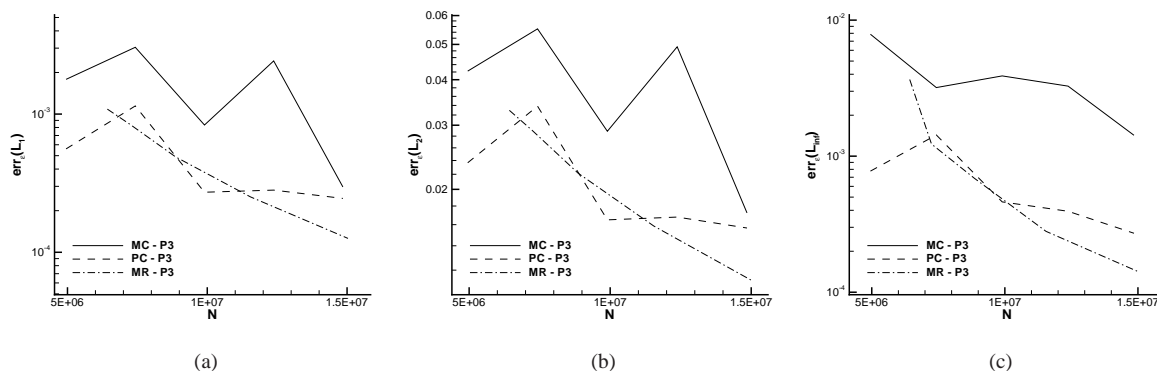 err_ε(L_1)
10^-3
10^-4
MC - P3
PC - P3
MR - P3
5E+06
1E+07
1.5E+07
N
(a)
err_ε(L_2)
0.06
0.05
0.04
0.03
0.02
MC - P3
PC - P3
MR - P3
5E+06
1E+07
1.5E+07
N
(b)
err_ε(L_inf)
10^-2
10^-3
10^-4
MC - P3
PC - P3
MR - P3
5E+06
1E+07
1.5E+07
N
(c)